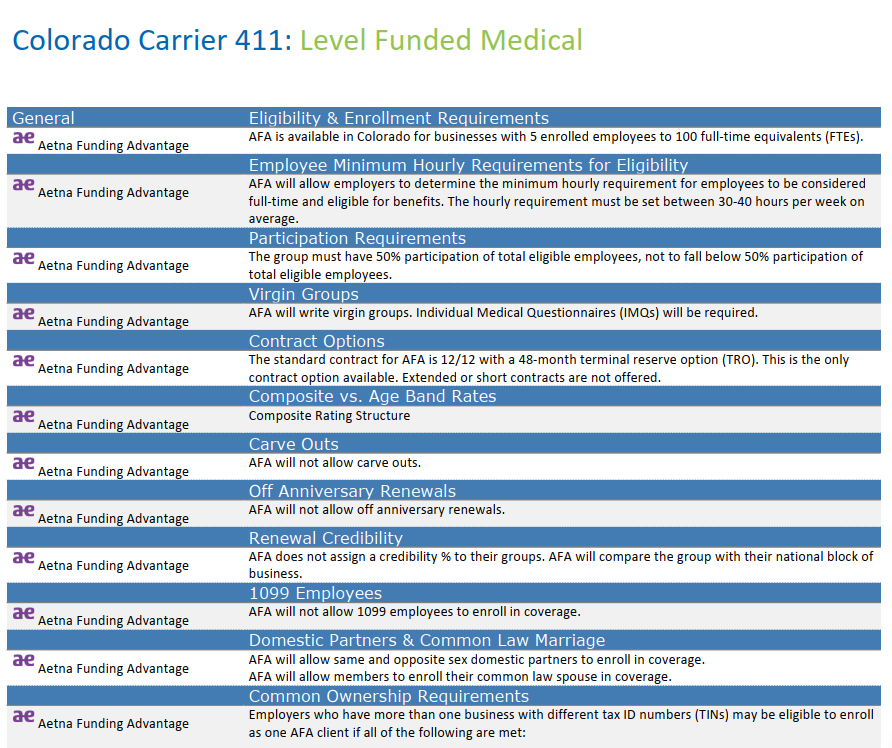 Colorado Carrier 411: Level Funded Medical
General Eligibility & Enrollment Requirements
ae Aetna Funding Advantage AFA is available in Colorado for businesses with 5 enrolled employees to 100 full-time equivalents (FTEs).
Employee Minimum Hourly Requirements for Eligibility
ae Aetna Funding Advantage AFA will allow employers to determine the minimum hourly requirement for employees to be considered
full-time and eligible for benefits. The hourly requirement must be set between 30-40 hours per week on
average.
Participation Requirements
ae Aetna Funding Advantage The group must have 50% participation of total eligible employees, not to fall below 50% participation of
total eligible employees.
Virgin Groups
ae Aetna Funding Advantage AFA will write virgin groups. Individual Medical Questionnaires (IMQs) will be required.
Contract Options
ae Aetna Funding Advantage The standard contract for AFA is 12/12 with a 48-month terminal reserve option (TRO). This is the only
contract option available. Extended or short contracts are not offered.
Composite vs. Age Band Rates
ae Aetna Funding Advantage Composite Rating Structure
Carve Outs
ae Aetna Funding Advantage AFA will not allow carve outs.
Off Anniversary Renewals
ae Aetna Funding Advantage AFA will not allow off anniversary renewals.
Renewal Credibility
ae Aetna Funding Advantage AFA does not assign a credibility % to their groups. AFA will compare the group with their national block of
business.
1099 Employees
ae Aetna Funding Advantage AFA will not allow 1099 employees to enroll in coverage.
Domestic Partners & Common Law Marriage
ae Aetna Funding Advantage AFA will allow same and opposite sex domestic partners to enroll in coverage.
AFA will allow members to enroll their common law spouse in coverage.
Common Ownership Requirements
ae Aetna Funding Advantage Employers who have more than one business with different tax ID numbers (TINs) may be eligible to enroll
as one AFA client if all of the following are met: